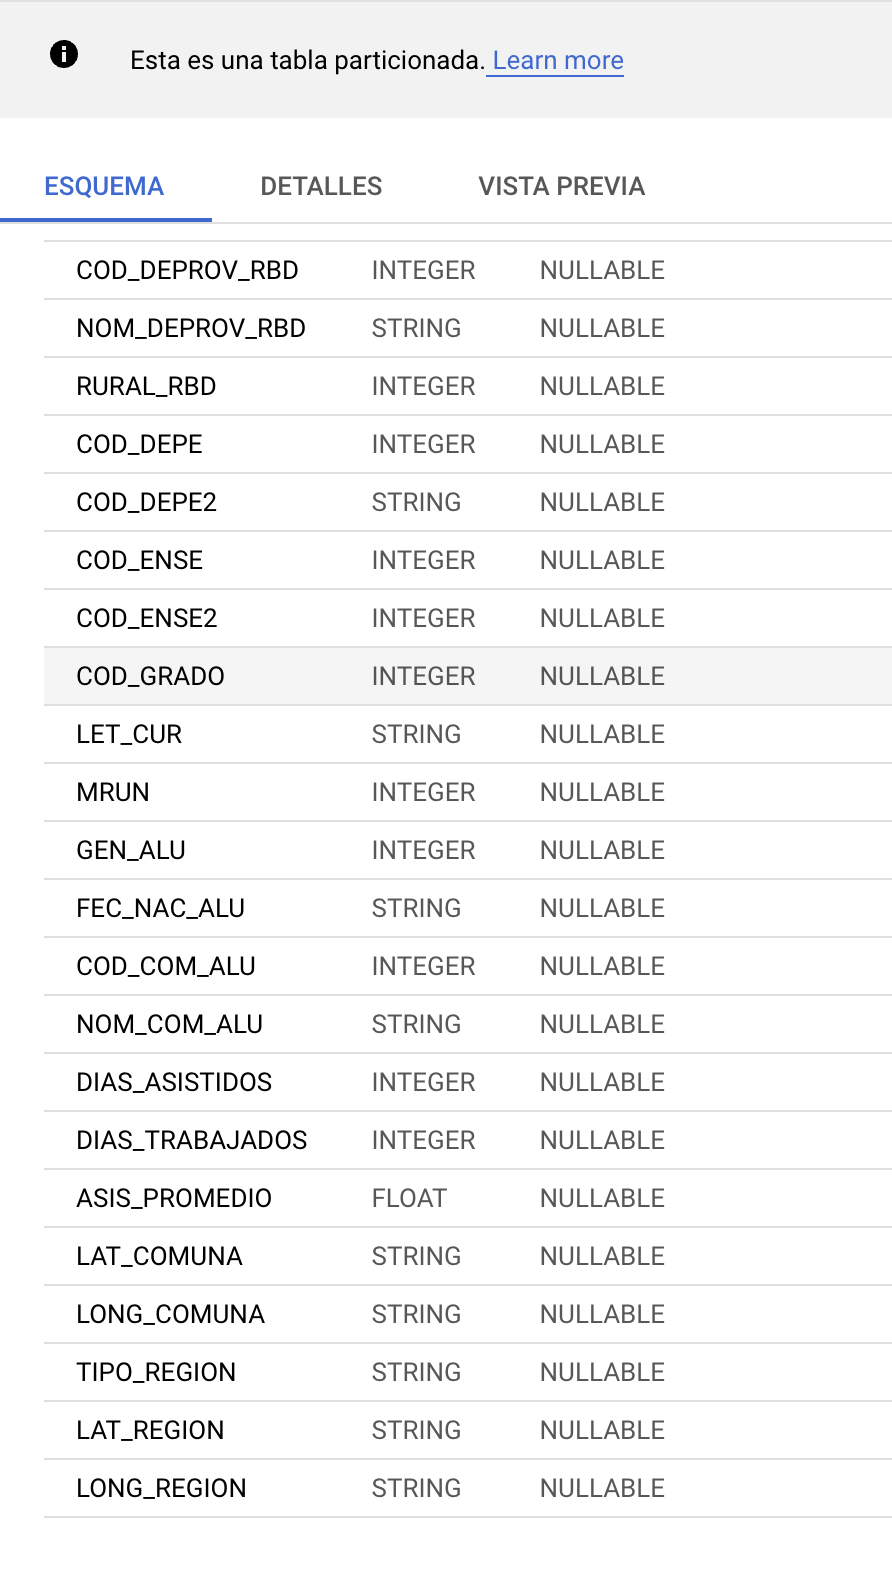 Esta es una tabla particionada. Learn more
ESQUEMA DETALLES VISTA PREVIA
COD_DEPROV_RBD INTEGER NULLABLE
NOM_DEPROV_RBD STRING NULLABLE
RURAL_RBD INTEGER NULLABLE
COD_DEPE INTEGER NULLABLE
COD_DEPE2 STRING NULLABLE
COD_ENSE INTEGER NULLABLE
COD_ENSE2 INTEGER NULLABLE
COD_GRADO INTEGER NULLABLE
LET_CUR STRING NULLABLE
MRUN INTEGER NULLABLE
GEN_ALU INTEGER NULLABLE
FEC_NAC_ALU STRING NULLABLE
COD_COM_ALU INTEGER NULLABLE
NOM_COM_ALU STRING NULLABLE
DIAS_ASISTIDOS INTEGER NULLABLE
DIAS_TRABAJADOS INTEGER NULLABLE
ASIS_PROMEDIO FLOAT NULLABLE
LAT_COMUNA STRING NULLABLE
LONG_COMUNA STRING NULLABLE
TIPO_REGION STRING NULLABLE
LAT_REGION STRING NULLABLE
LONG_REGION STRING NULLABLE